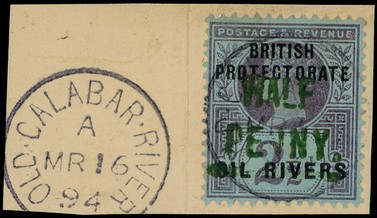 OLD·CALABAR·RIVER
A
MR 16
94
POSTAGE & REVENUE
BRITISH
PROTECTORATE
HALF
PENNY.
OIL RIVERS